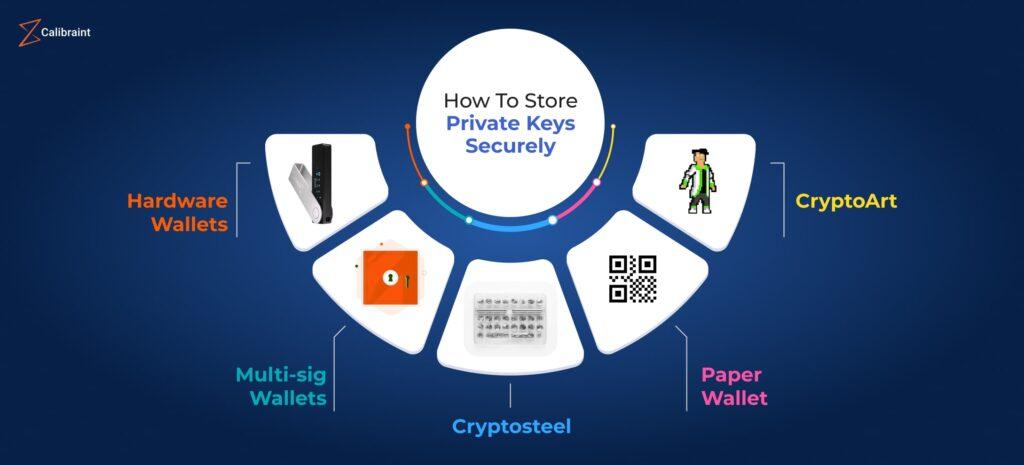 Calibraint
How To Store
Private Keys
Securely
Hardware
Wallets
Multi-sig
Wallets
Cryptosteel
Paper
Wallet
CryptoArt